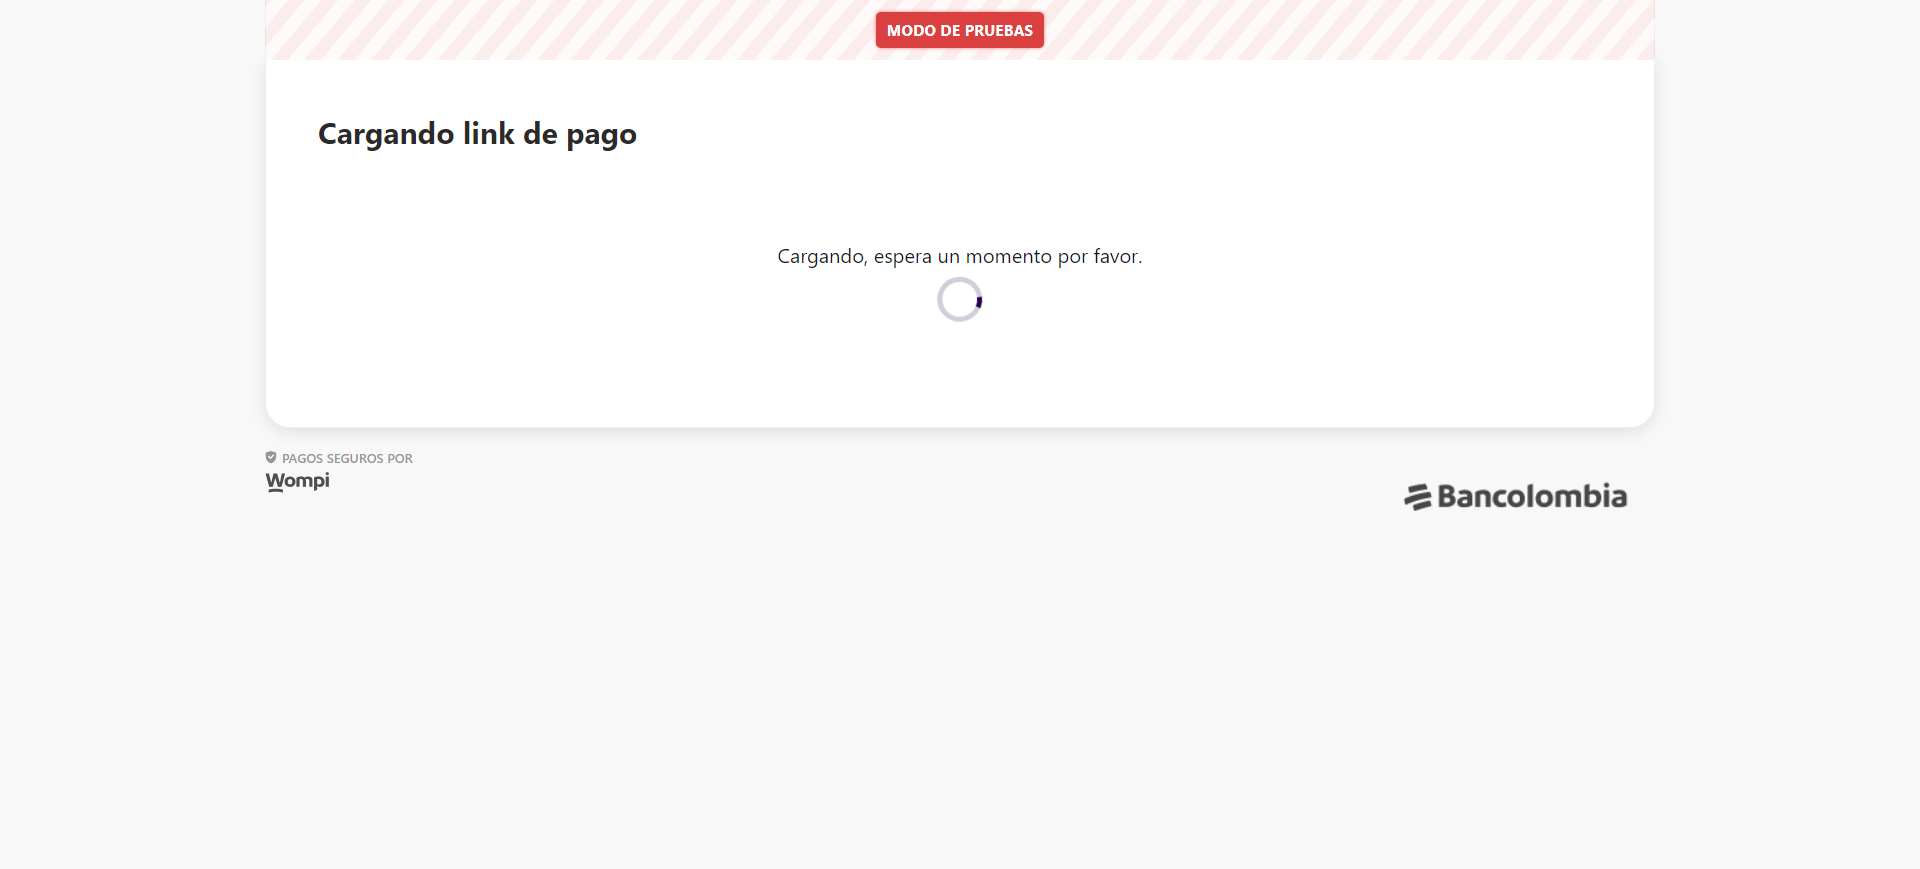 MODO DE PRUEBAS
Cargando link de pago
Cargando, espera un momento por favor.
PAGOS SEGUROS POR
Wompi
Bancolombia